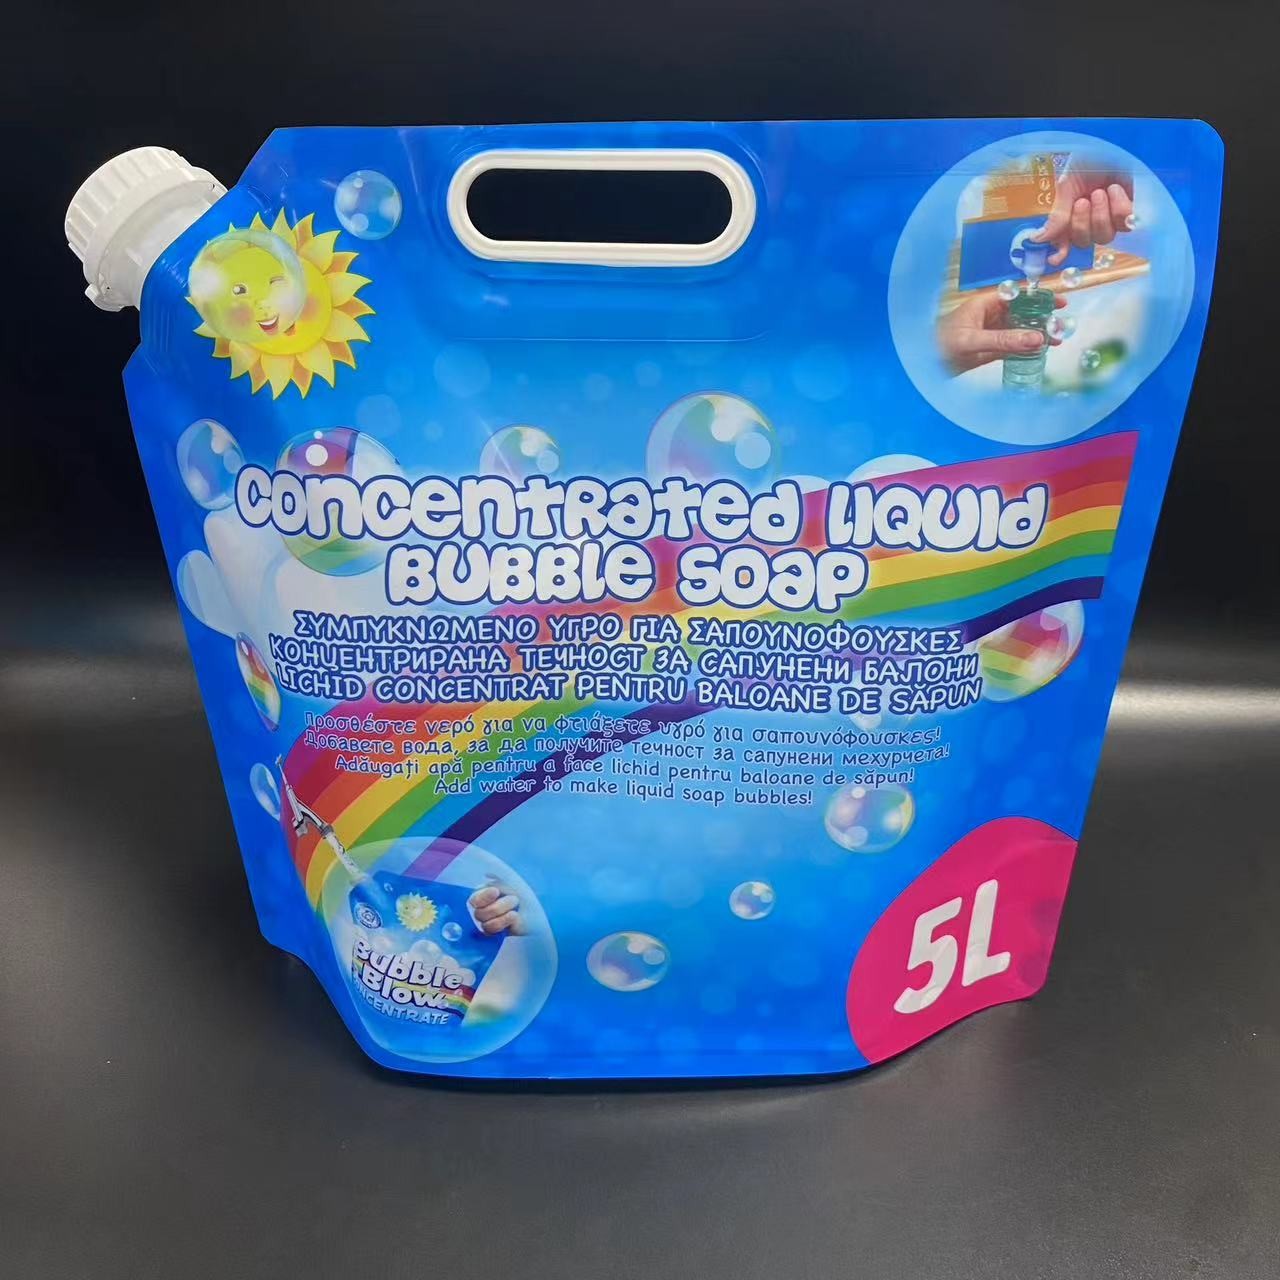 CONCENTRATED LIQUID
BUBBLE SOAP
ΣΥΜΠΥΚΝΩΜΕΝΟ ΥΓΡΟ ΓΙΑ ΣΑΠΟΥΝΟΦΟΥΣΚΕΣ
КОНЦЕНТРИРАНА ТЕЧНОСТ ЗА САПУНЕНИ БАЛОНИ
LICHID CONCENTRAT PENTRU BALOANE DE SĂPUN
Προσθέστε νερό για να φτιάξετε υγρό για σαπουνόφουσκες!
Добавете вода, за да получите течност за сапунени мехурчета!
Adăugați apă pentru a face lichid pentru baloane de săpun!
Add water to make liquid soap bubbles!
Bubble
Blow
CONCENTRATE
5L